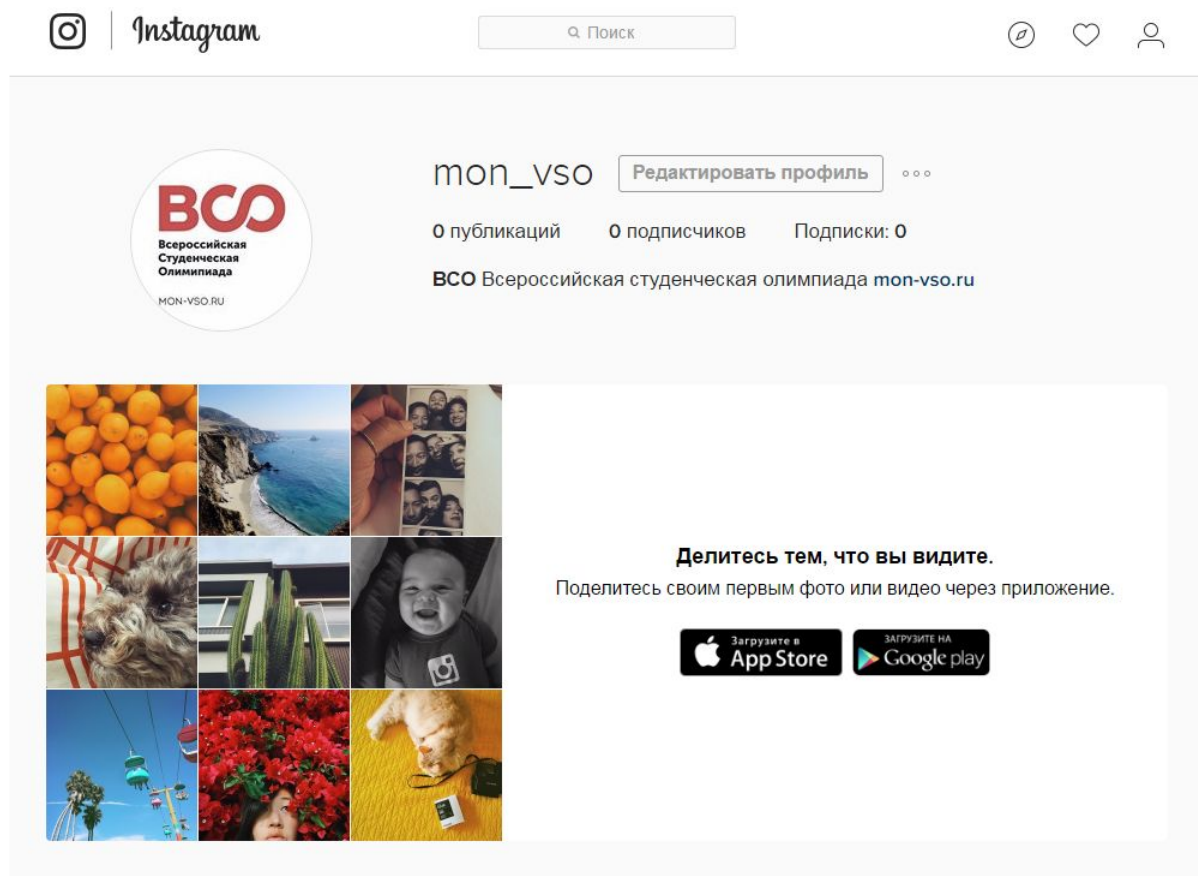 Instagram
Поиск
mon_vso Редактировать профиль
0 публикаций 0 подписчиков Подписки: 0
ВСО Всероссийская студенческая олимпиада mon-vso.ru
ВСО
Всероссийская
Студенческая
Олимпиада
MON-VSO.RU
Делитесь тем, что вы видите.
Поделитесь своим первым фото или видео через приложение.
Загрузите в
App Store
ЗАГРУЗИТЕ НА
Google play